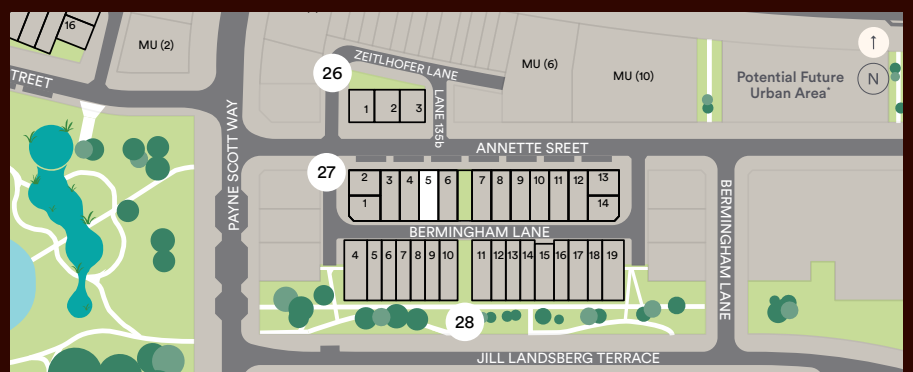 16
MU (2)
TREET
26
ZEITLHOFER LANE
MU (6)
MU (10)
↑
N
Potential Future
Urban Area*
1 2 3
LANE 135b
PAYNE SCOTT WAY
ANNETTE SREET
27
2 3 4 5 6 7 8 9 10 11 12 13
1 14
BERMINGHAM LANE
BERMINGHAM LANE
4 5 6 7 8 9 10 11 12 13 14 15 16 17 18 19
28
JILL LANDSBERG TERRACE